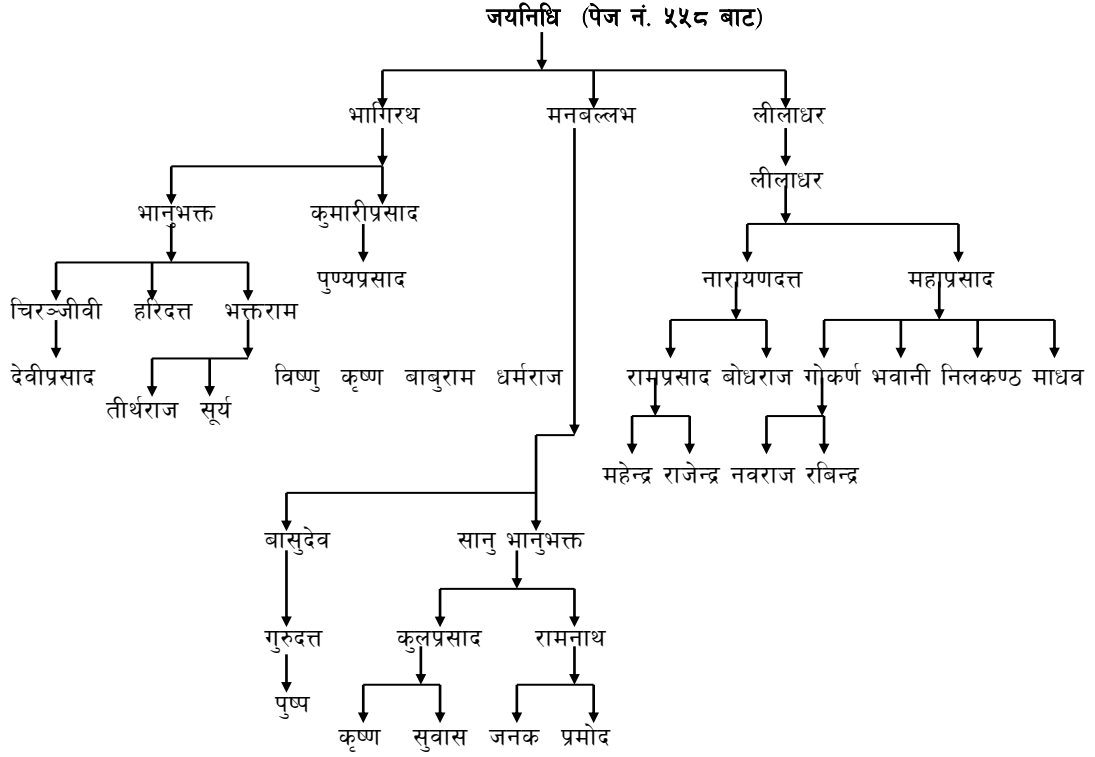 जयनिधि (पेज नं. ५५८ बाट)
भागिरथ मनबल्लभ लीलाधर
लीलाधर
भानुभक्त कुमारीप्रसाद
पुण्यप्रसाद नारायणदत्त महाप्रसाद
चिरञ्जीवी हरिदत्त भक्तराम
देवीप्रसाद विष्णु कृष्ण बाबुराम धर्मराज रामप्रसाद बोधराज गोकर्ण भवानी निलकण्ठ माधव
तीर्थराज सूर्य
महेन्द्र राजेन्द्र नवराज रबिन्द्र
बासुदेव सानु भानुभक्त
गुरुदत्त कुलप्रसाद रामनाथ
पुष्प
कृष्ण सुवास जनक प्रमोद